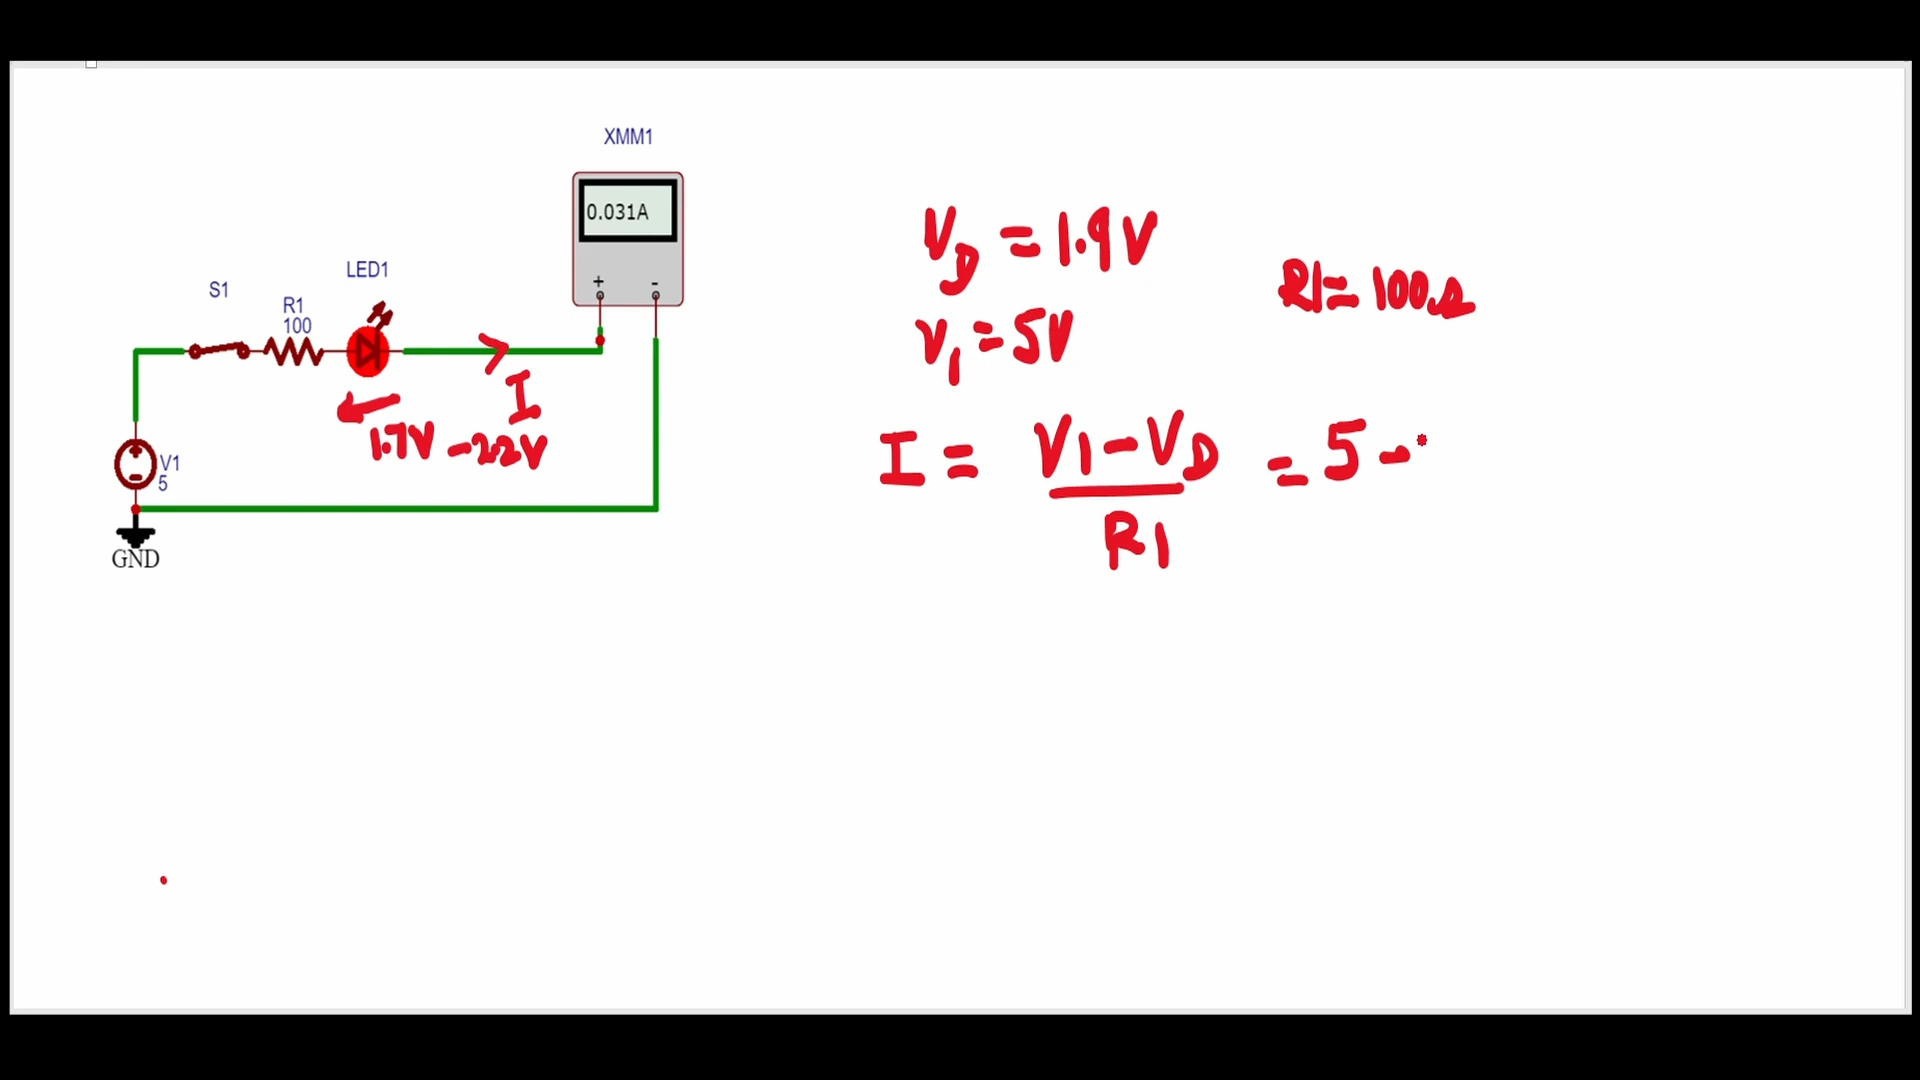 XMM1
0.031A
+ -
LED1
S1
R1
100
I
1.7V - 2.2V
V1
5
GND
VD = 1.9V
R1 = 100Ω
V1 = 5V
I = V1 - VD = 5 -
R1